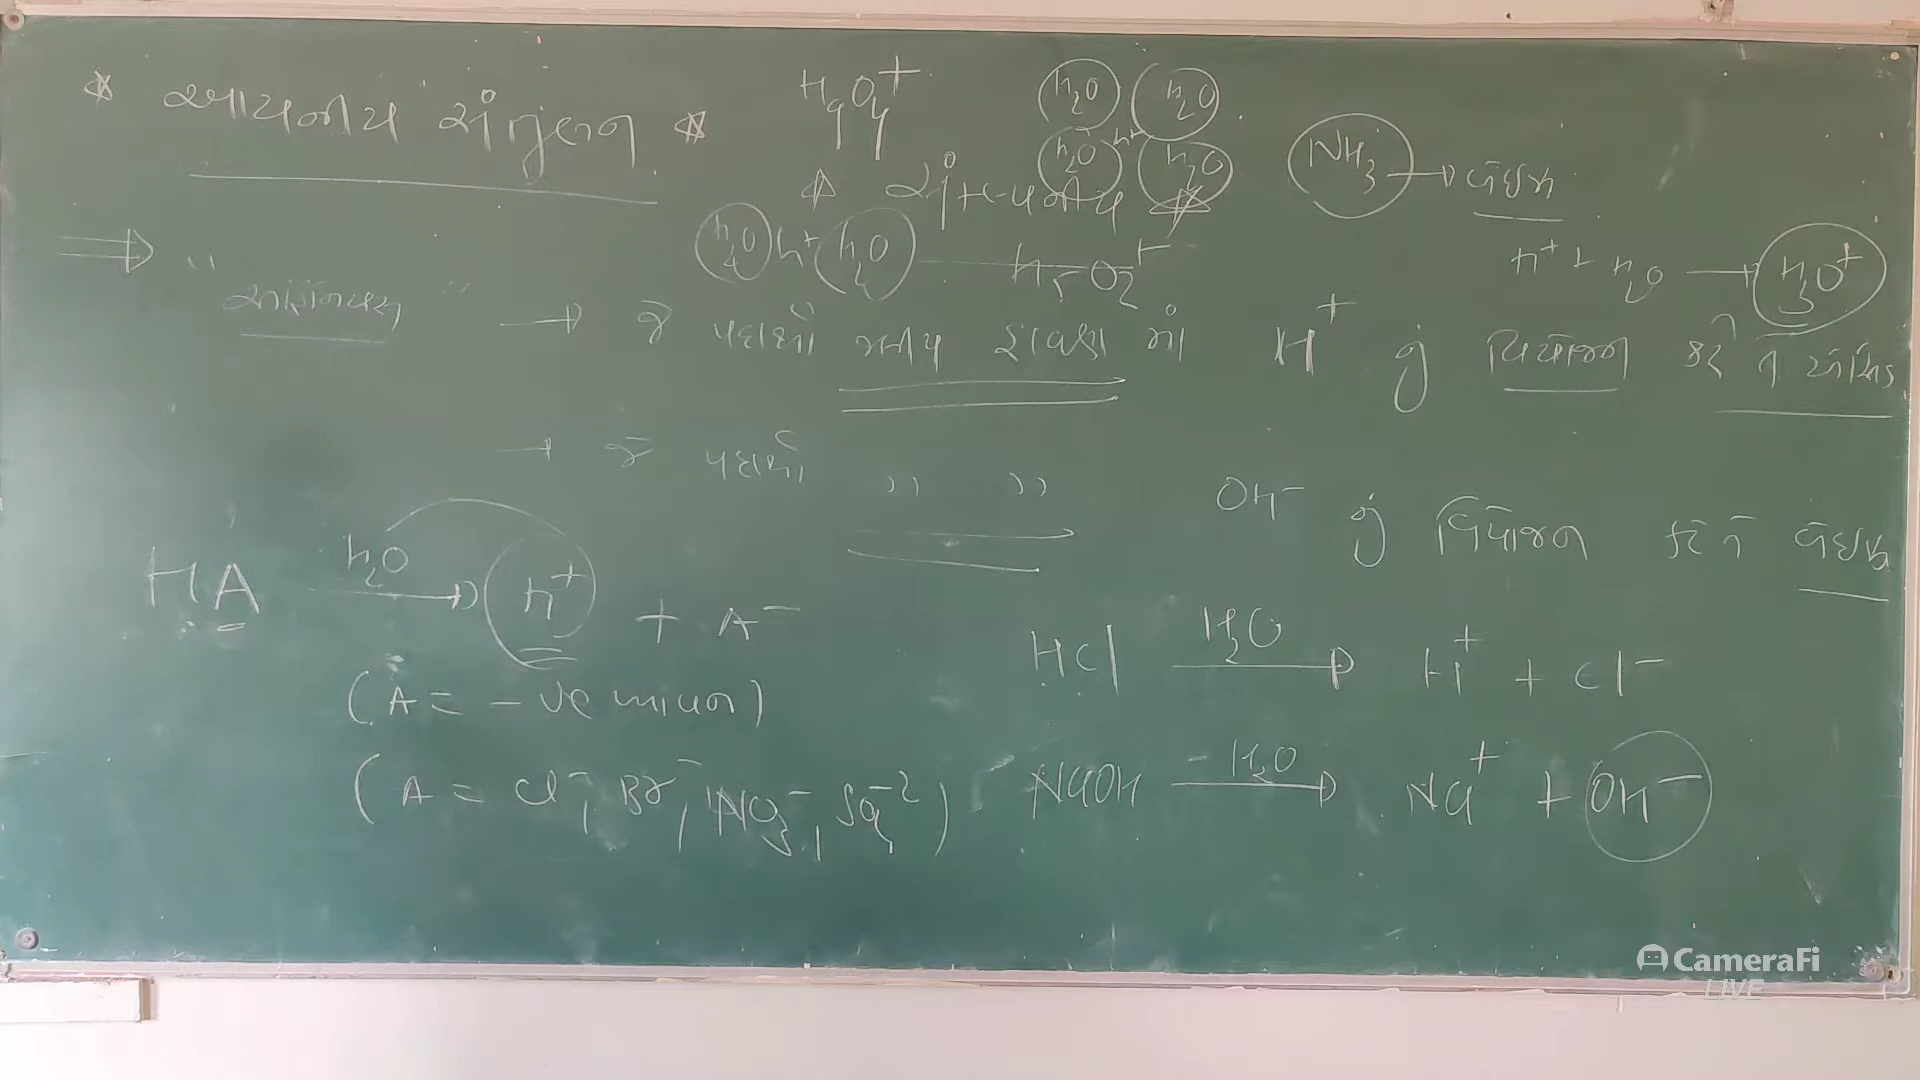 * આયનીય સંતુલન *
H9O4+
H2O H2O
H2O H+ H2O
NH3 → બેઇઝ
H2O H+ H2O — H5O2+
H+ + H2O → H3O+
⇒ " આર્હેનિયસ " → જે પદાર્થો જલીય દ્રાવણ માં H+ નું વિયોજન કરે તે એસિડ
→ જે પદાર્થો " " OH- નું વિયોજન કરે તે બેઇઝ
HA H2O → H+ + A-
(A = -ve આયન)
(A = Cl-, Br-, NO3-, SO4-2)
HCl H2O → H+ + Cl-
NaOH - H2O → Na+ + OH-
CameraFi
LIVE